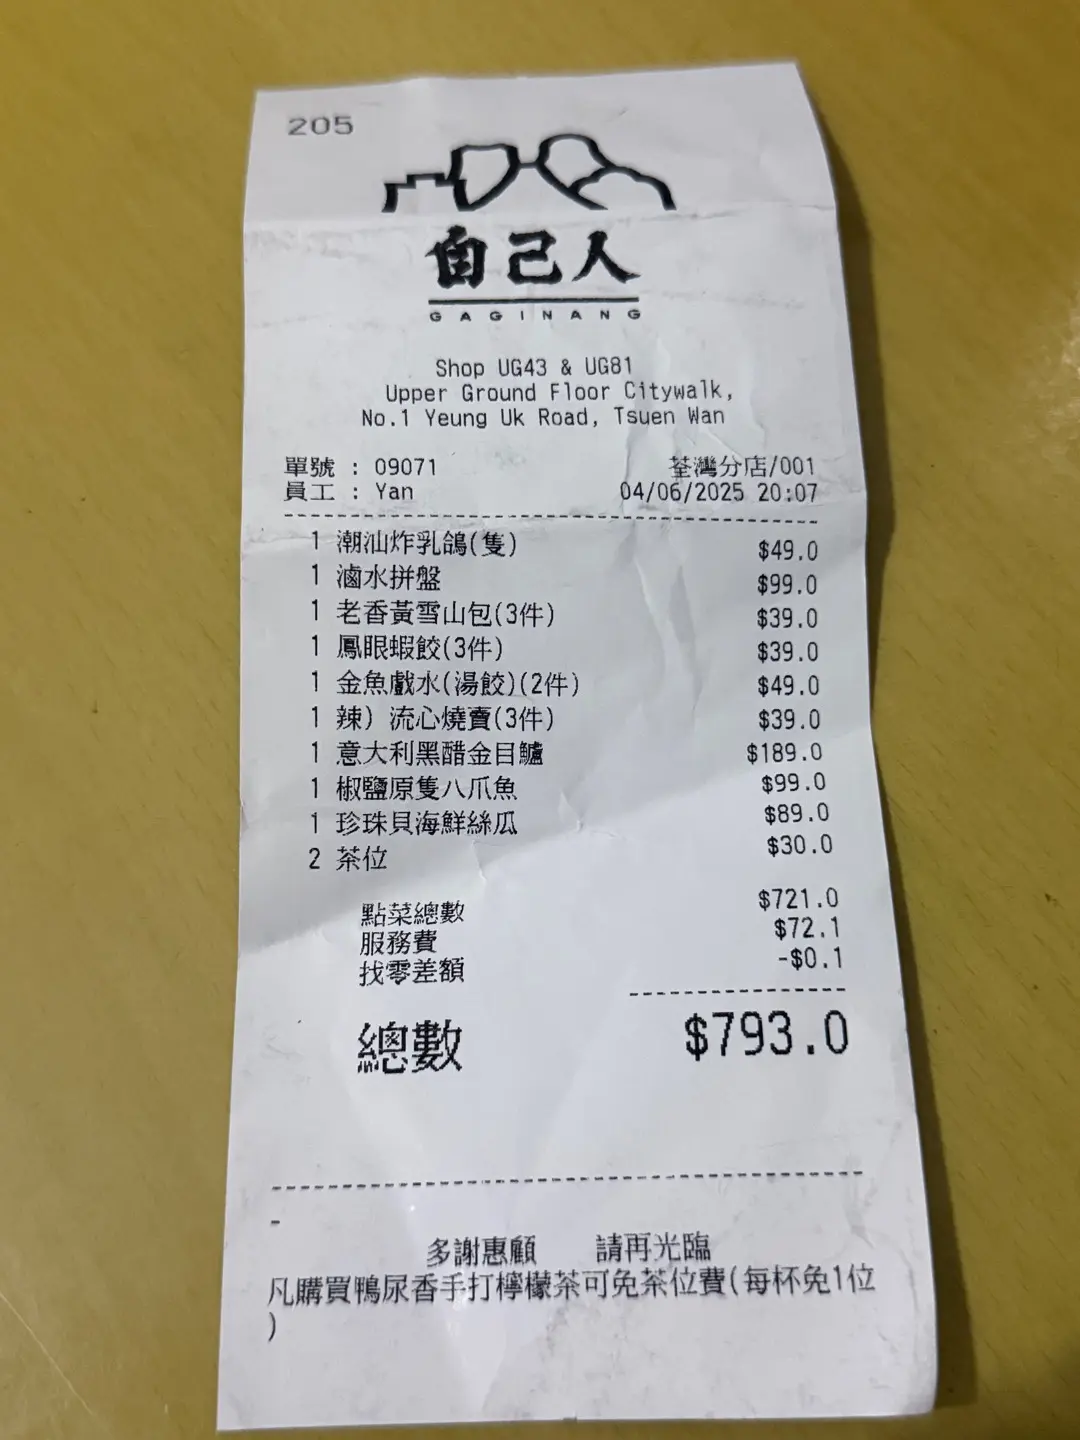 205
自己人
GAGINANG
Shop UG43 & UG81
Upper Ground Floor Citywalk,
No.1 Yeung Uk Road, Tsuen Wan
單號 : 09071 荃灣分店/001
員工 : Yan 04/06/2025 20:07
1 潮汕炸乳鴿(隻) $49.0
1 滷水拼盤 $99.0
1 老香黃雪山包(3件) $39.0
1 鳳眼蝦餃(3件) $39.0
1 金魚戲水(湯餃)(2件) $49.0
1 辣) 流心燒賣(3件) $39.0
1 意大利黑醋金目鱸 $189.0
1 椒鹽原隻八爪魚 $99.0
1 珍珠貝海鮮絲瓜 $89.0
2 茶位 $30.0
點菜總數 $721.0
服務費 $72.1
找零差額 -$0.1
總數 $793.0
-
多謝惠顧 請再光臨
凡購買鴨尿香手打檸檬茶可免茶位費(每杯免1位
)